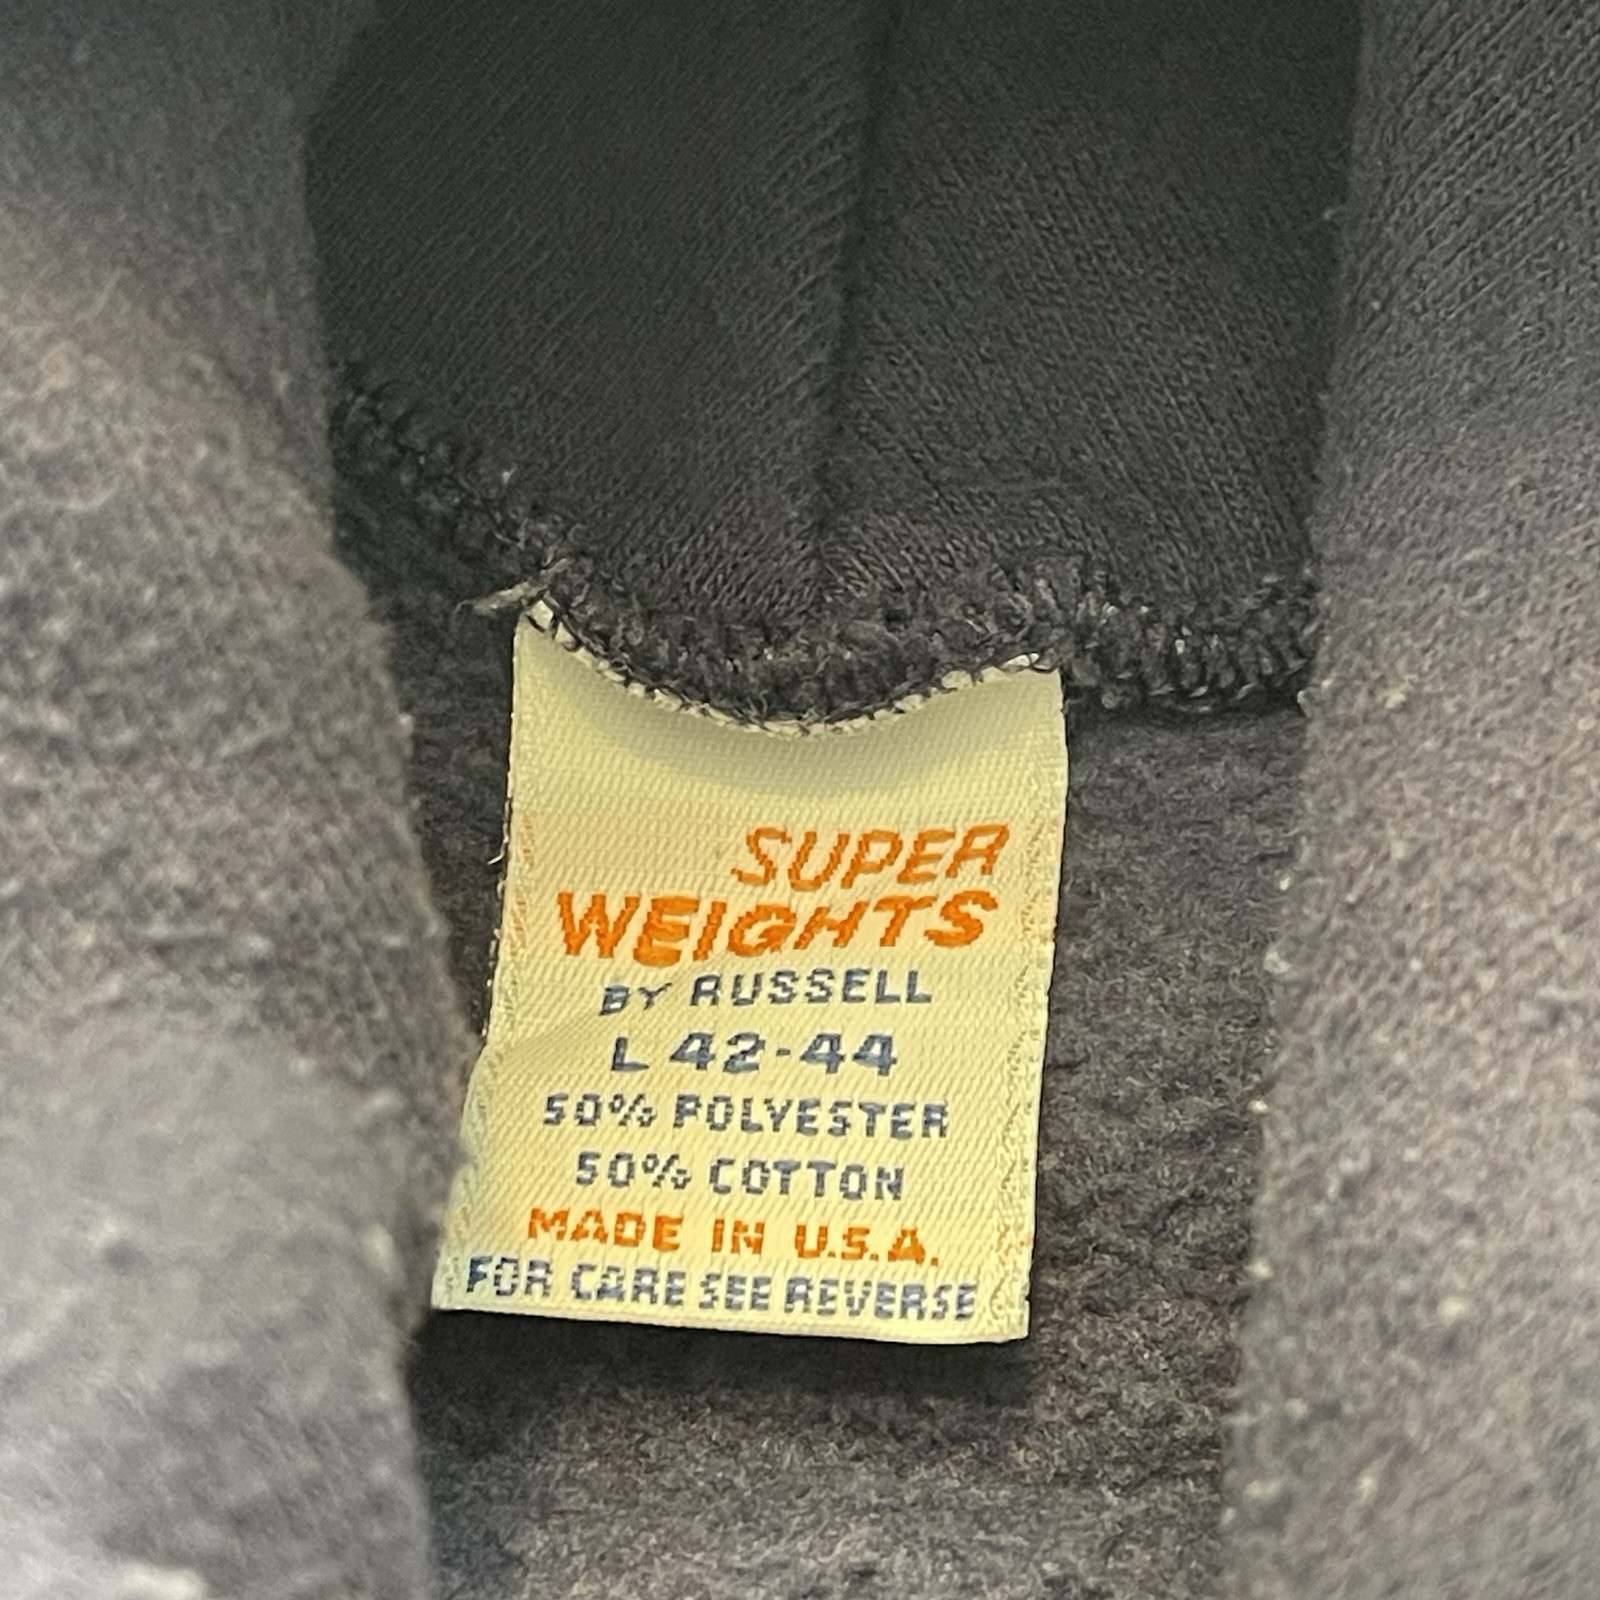 SUPER
WEIGHTS
BY RUSSELL
L 42-44
50% POLYESTER
50% COTTON
MADE IN U.S.A.
FOR CARE SEE REVERSE